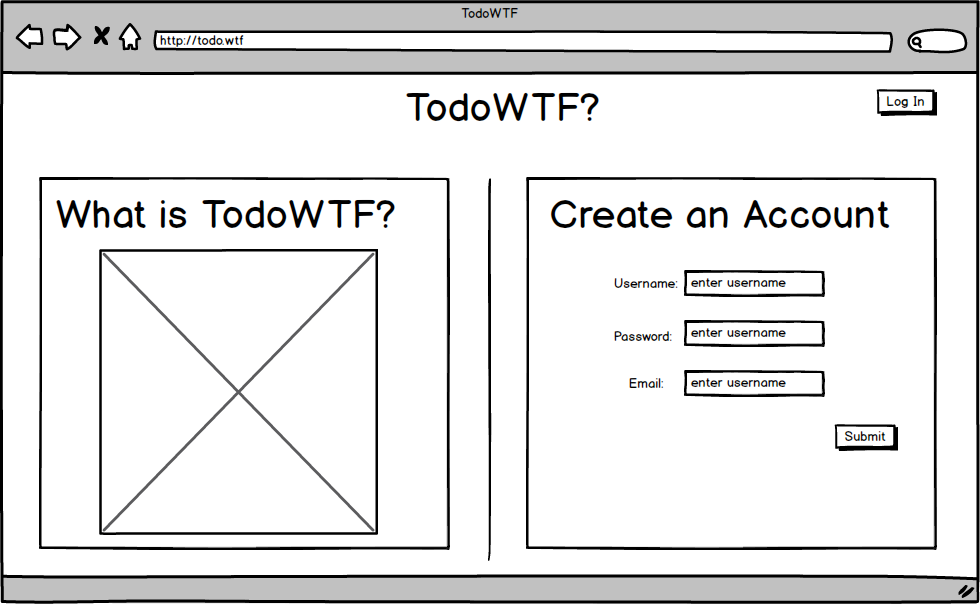 TodoWTF
http://todo.wtf
TodoWTF?
Log In
What is TodoWTF?
Create an Account
Username: enter username
Password: enter username
Email: enter username
Submit